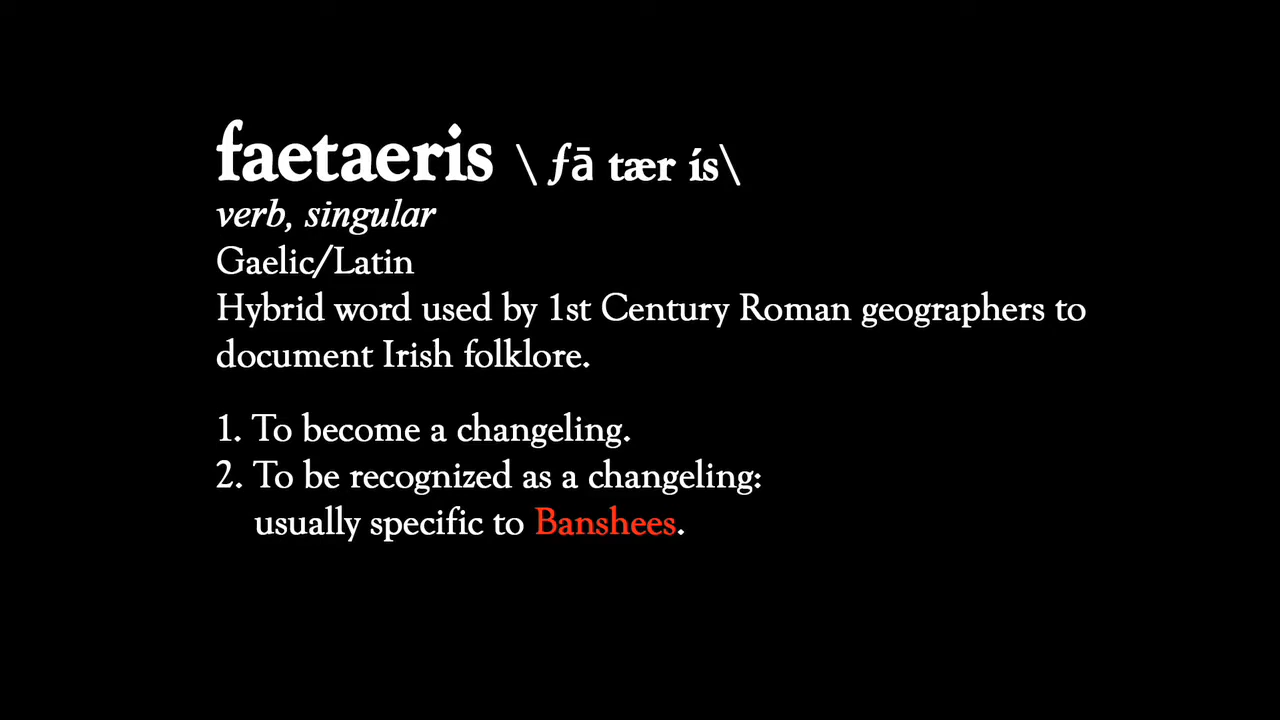 faetaeris \ ƒā tær ís\
verb, singular
Gaelic/Latin
Hybrid word used by 1st Century Roman geographers to
document Irish folklore.
1. To become a changeling.
2. To be recognized as a changeling:
usually specific to Banshees.